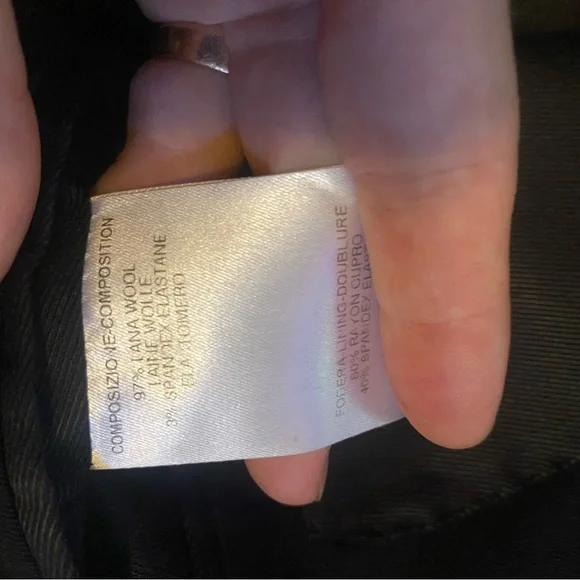 COMPOSIZIONE-COMPOSITION
97% LANA WOOL
LAINE WOLLE
3% SPANDEX ELASTANE
ELASTOMERO
FODERA-LINING-DOUBLURE
60% RAYON CUPRO
40% SPANDEX